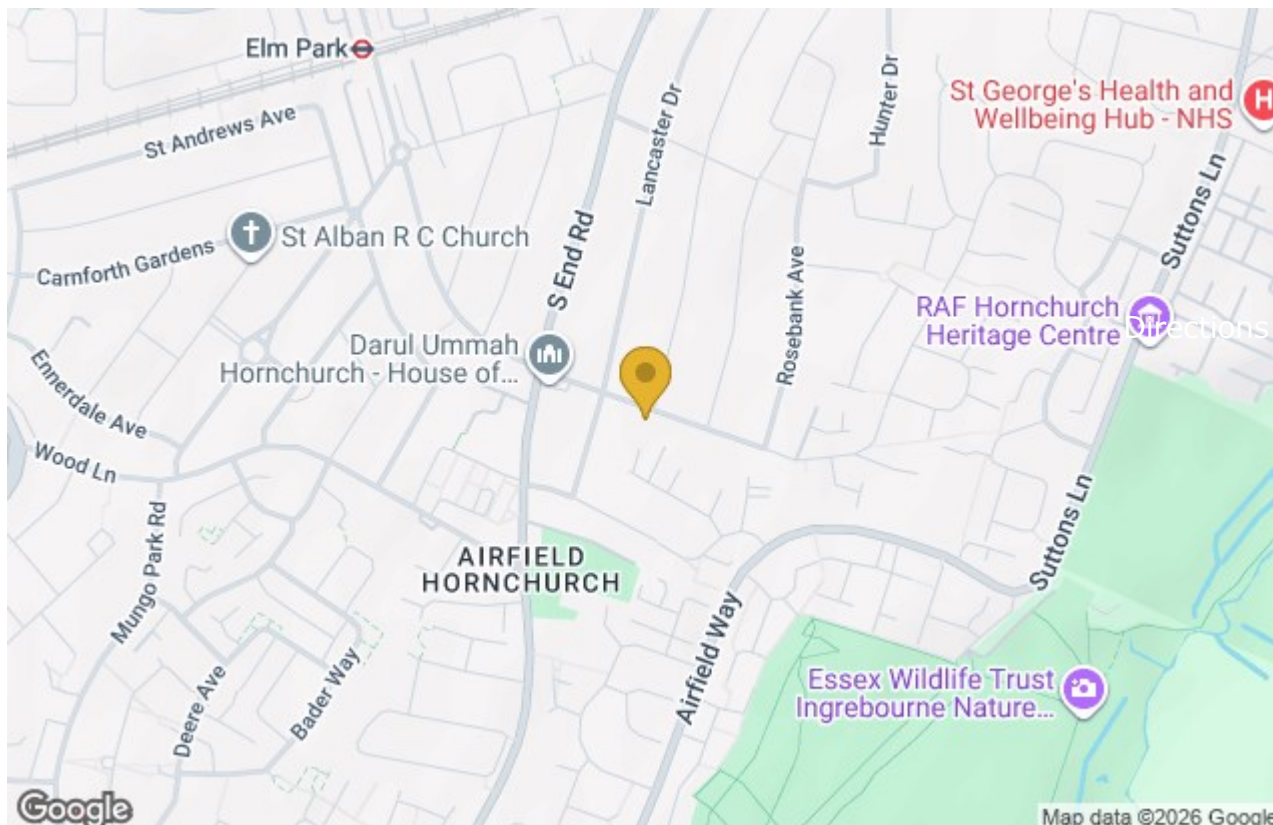 Elm Park
St Andrews Ave
Lancaster Dr
Hunter Dr
St George's Health and
Wellbeing Hub - NHS
H
Suttons Ln
Carnforth Gardens
St Alban R C Church
S End Rd
Rosebank Ave
RAF Hornchurch
Heritage Centre
Directions
Darul Ummah
Hornchurch - House of...
Ennerdale Ave
Wood Ln
Mungo Park Rd
AIRFIELD
HORNCHURCH
Suttons Ln
Airfield Way
Deere Ave
Bader Way
Essex Wildlife Trust
Ingrebourne Nature...
Google
Map data ©2026 Google